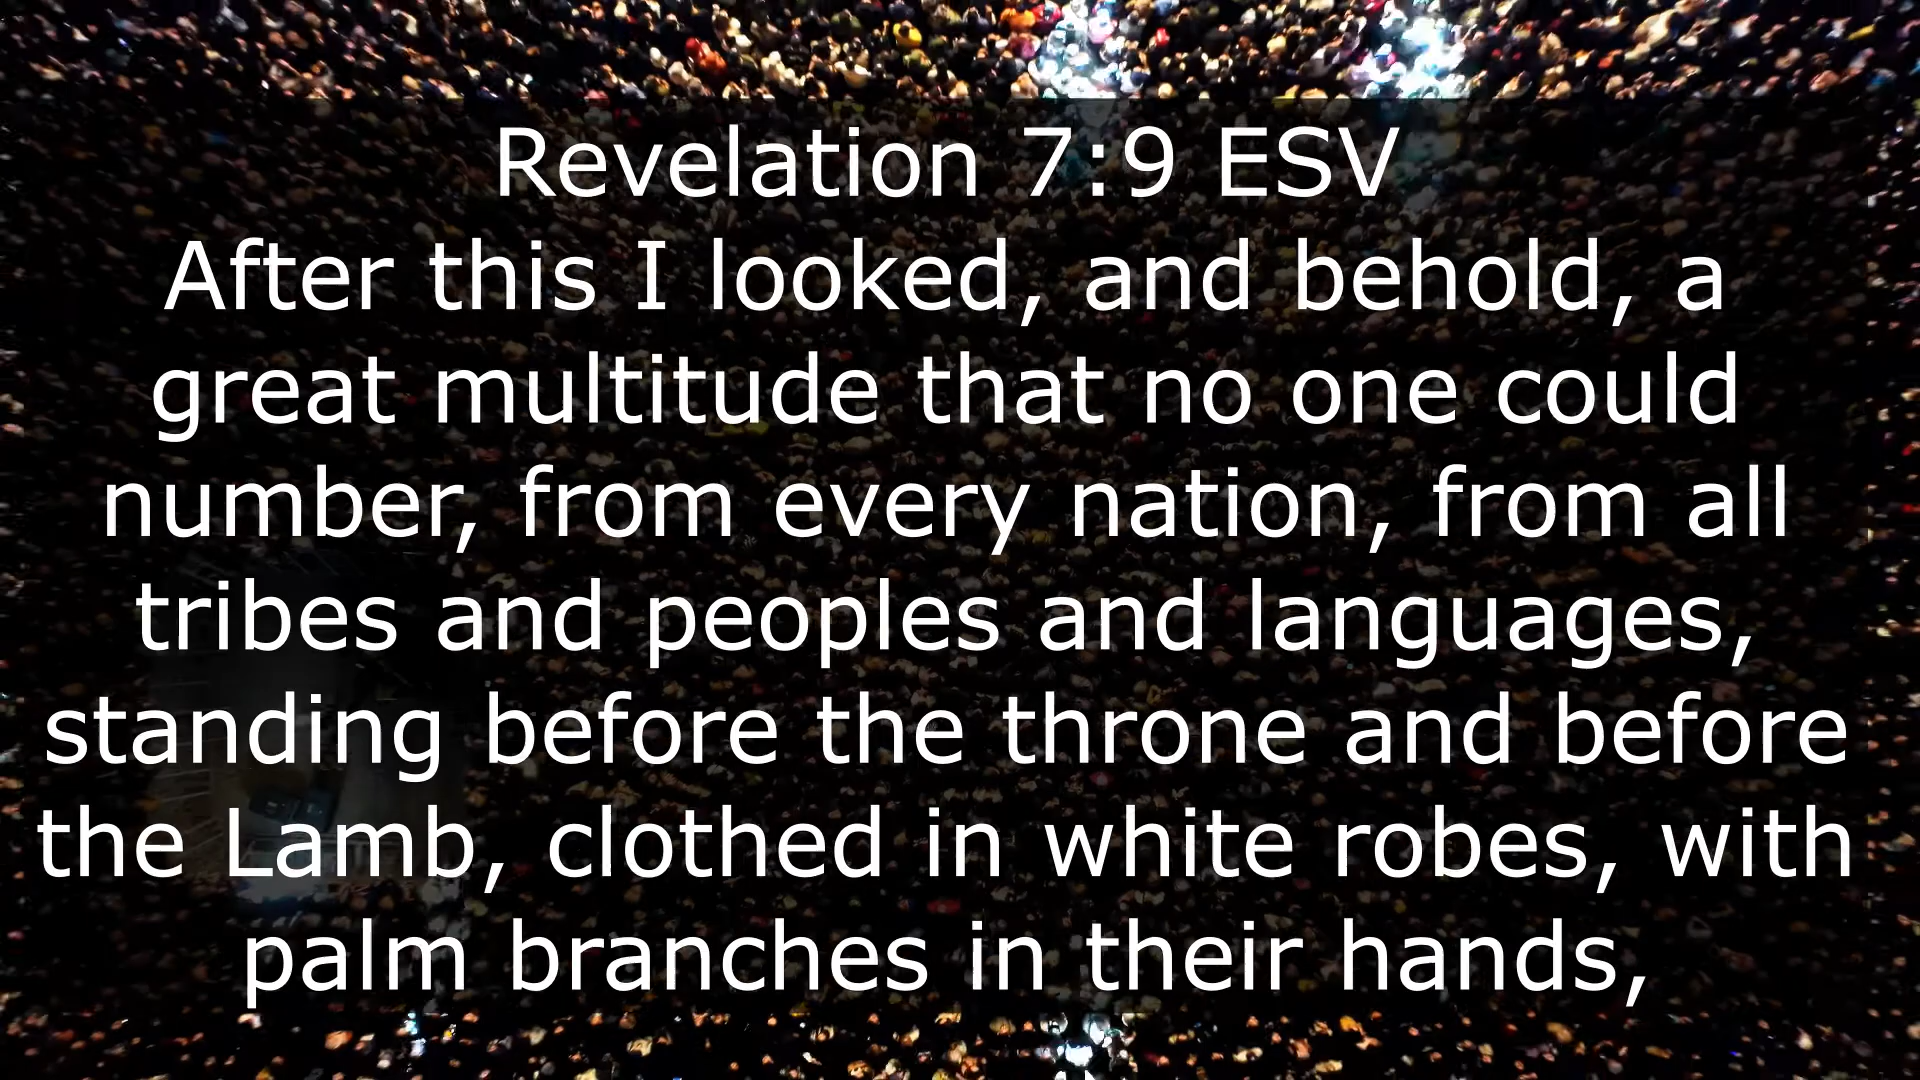 Revelation 7:9 ESV
After this I looked, and behold, a
great multitude that no one could
number, from every nation, from all
tribes and peoples and languages,
standing before the throne and before
the Lamb, clothed in white robes, with
palm branches in their hands,